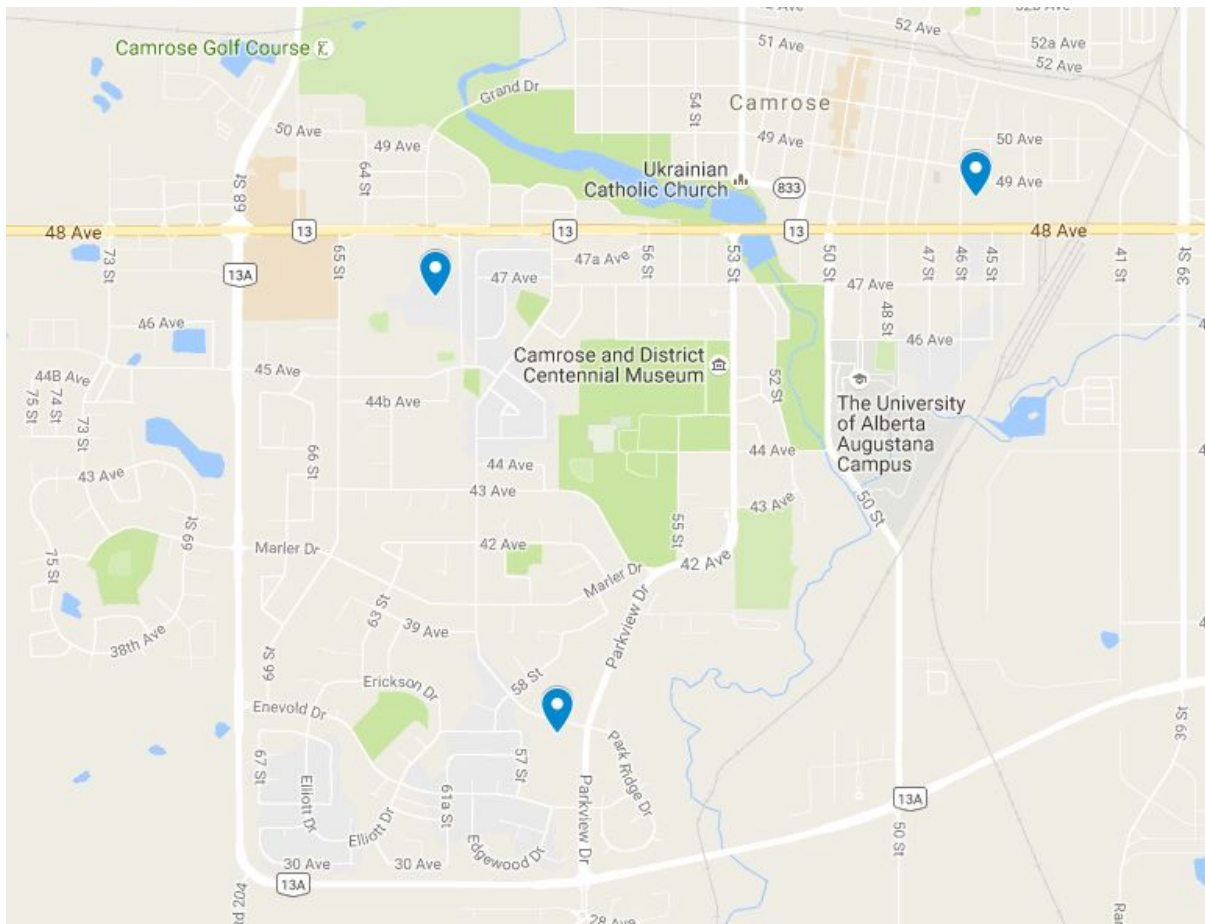 52 Ave
52a Ave
52 Ave
51 Ave
Camrose Golf Course
Grand Dr
54 St
Camrose
50 Ave
49 Ave
64 St
49 Ave
50 Ave
49 Ave
68 St
Ukrainian
Catholic Church
833
48 Ave
13
13
13
48 Ave
73 St
13A
65 St
47a Ave
56 St
53 St
50 St
47 St
46 St
45 St
41 St
39 St
47 Ave
47 Ave
46 Ave
48 St
46 Ave
Camrose and District
Centennial Museum
44B Ave
45 Ave
52 St
75 St
74 St
73 St
44b Ave
The University
of Alberta
Augustana
Campus
44 Ave
44 Ave
43 Ave
66 St
43 Ave
43 Ave
50 St
69 St
55 St
75 St
Marler Dr
42 Ave
42 Ave
Marler Dr
Parkview Dr
38th Ave
63 St
39 Ave
66 St
58 St
Erickson Dr
Enevold Dr
39 St
67 St
Elliott Dr
Elliott Dr
61a St
57 St
Park Ridge Dr
Parkview Dr
Edgewood Dr
13A
50 St
30 Ave
30 Ave
13A
28 Ave